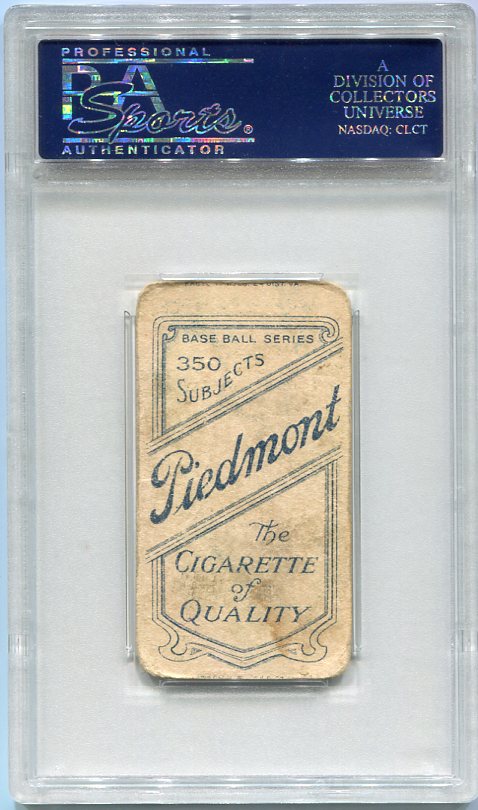 PROFESSIONAL
PSA
Sports®
AUTHENTICATOR
A
DIVISION OF
COLLECTORS
UNIVERSE
NASDAQ: CLCT
BASE BALL SERIES
350
SUBJECTS
Piedmont
The
CIGARETTE
of
QUALITY